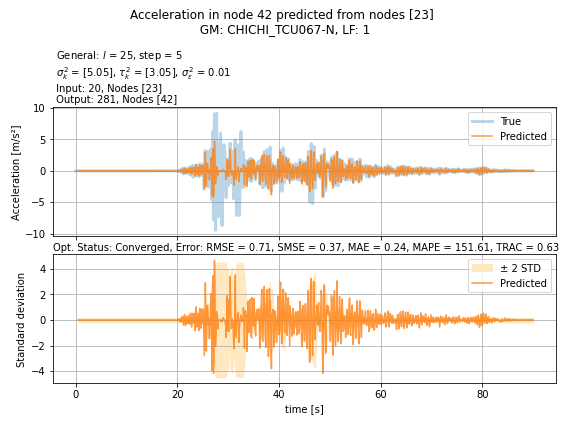 Acceleration in node 42 predicted from nodes [23]
GM: CHICHI_TCU067-N, LF: 1
General: l = 25, step = 5
σ²ₖ = [5.05], τ²ₖ = [3.05], σ²ε = 0.01
Input: 20, Nodes [23]
Output: 281, Nodes [42]
Acceleration [m/s²]
10
5
0
−5
−10
True
Predicted
Opt. Status: Converged, Error: RMSE = 0.71, SMSE = 0.37, MAE = 0.24, MAPE = 151.61, TRAC = 0.63
Standard deviation
4
2
0
−2
−4
± 2 STD
Predicted
0 20 40 60 80
time [s]